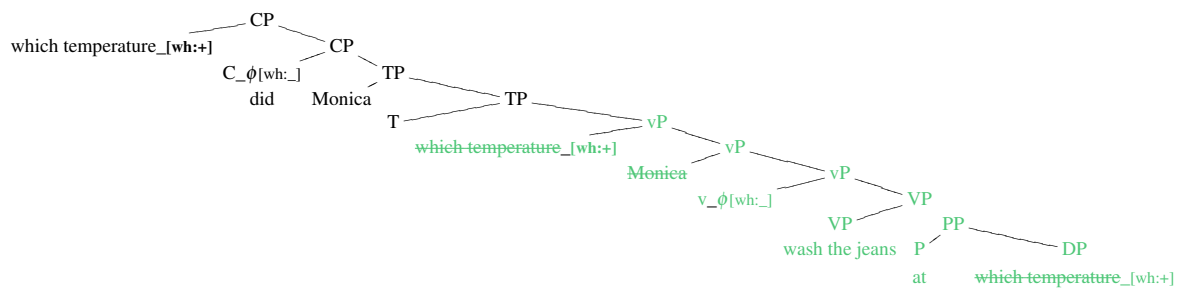 CP
which temperature_[wh:+] CP
C_ϕ[wh:_] TP
did Monica TP
T vP
which temperature_[wh:+] vP
Monica vP
v_ϕ[wh:_] VP
VP PP
wash the jeans P DP
at which temperature_[wh:+]